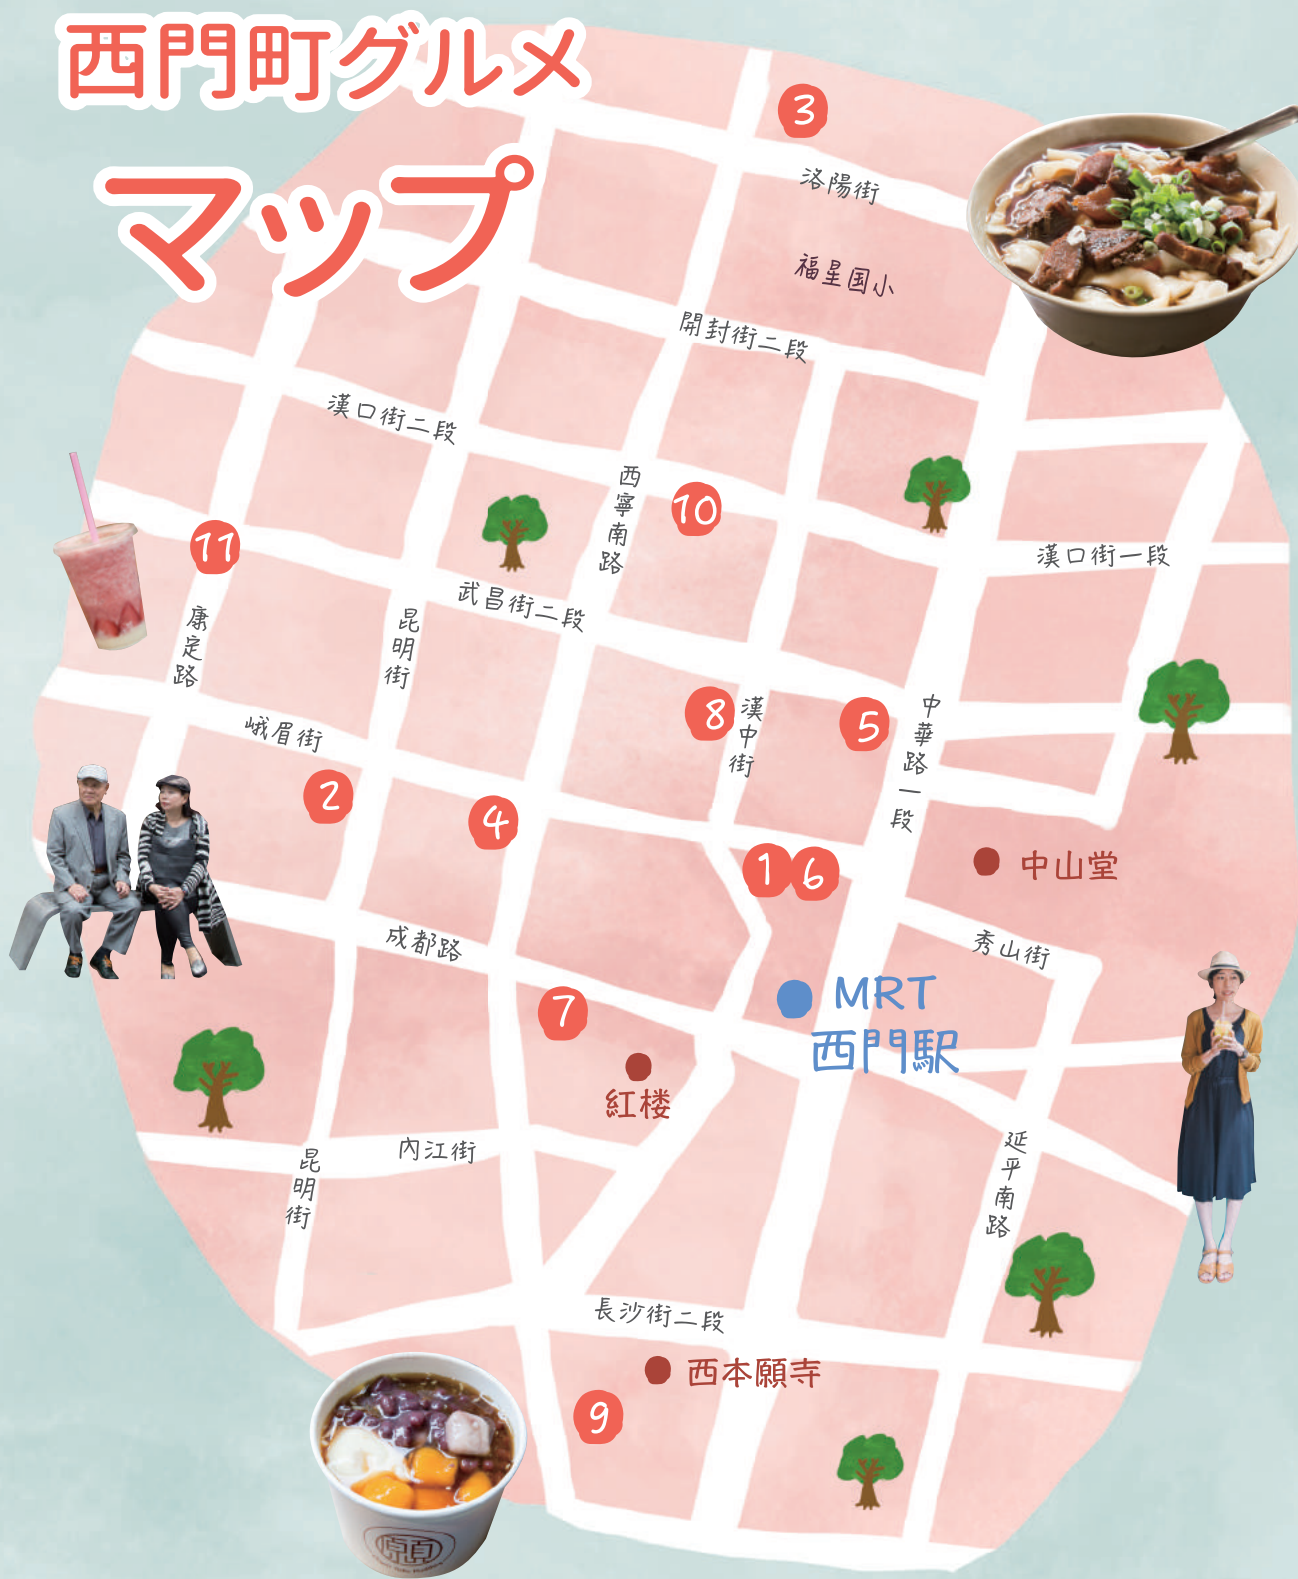 西門町グルメ
マップ
3
洛陽街
福星国小
開封街二段
漢口街二段
西寧南路
10
11
漢口街一段
武昌街二段
康定路
昆明街
8
漢中街
5
中華路一段
峨眉街
2
4
1
6
中山堂
成都路
秀山街
7
MRT
西門駅
紅楼
内江街
昆明街
延平南路
長沙街二段
西本願寺
9